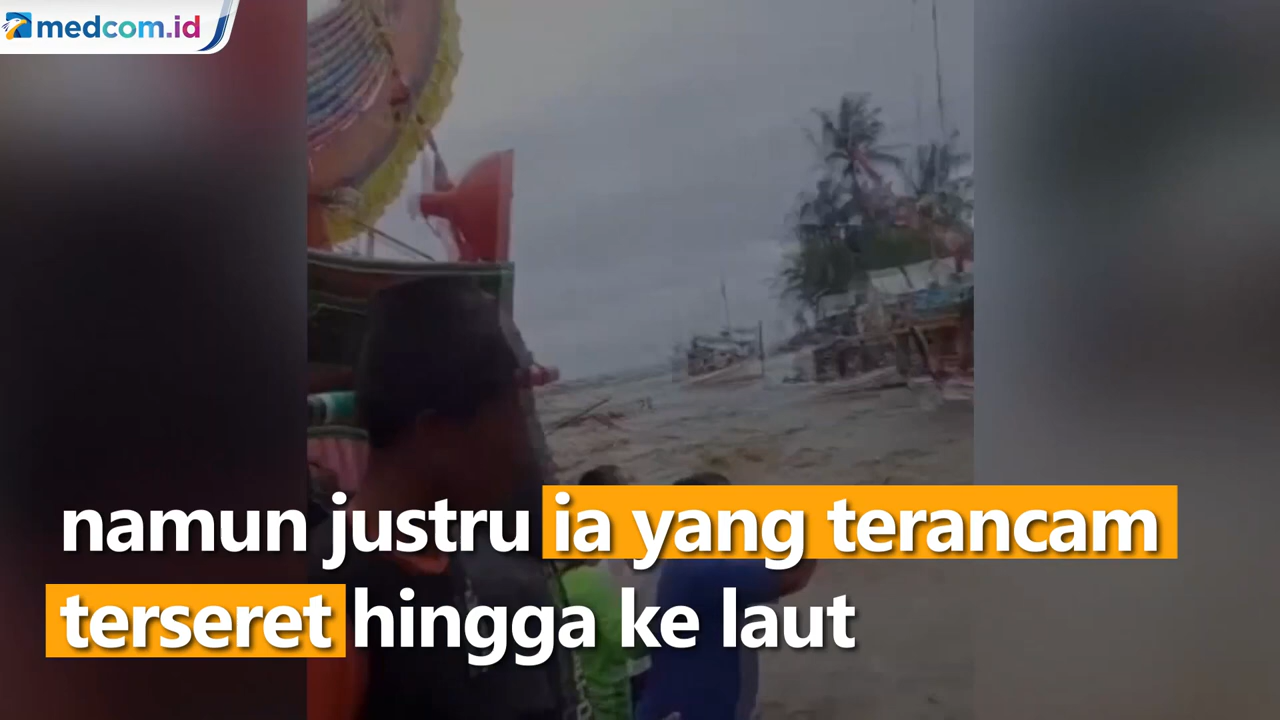 medcom.id
namun justru ia yang terancam
terseret hingga ke laut